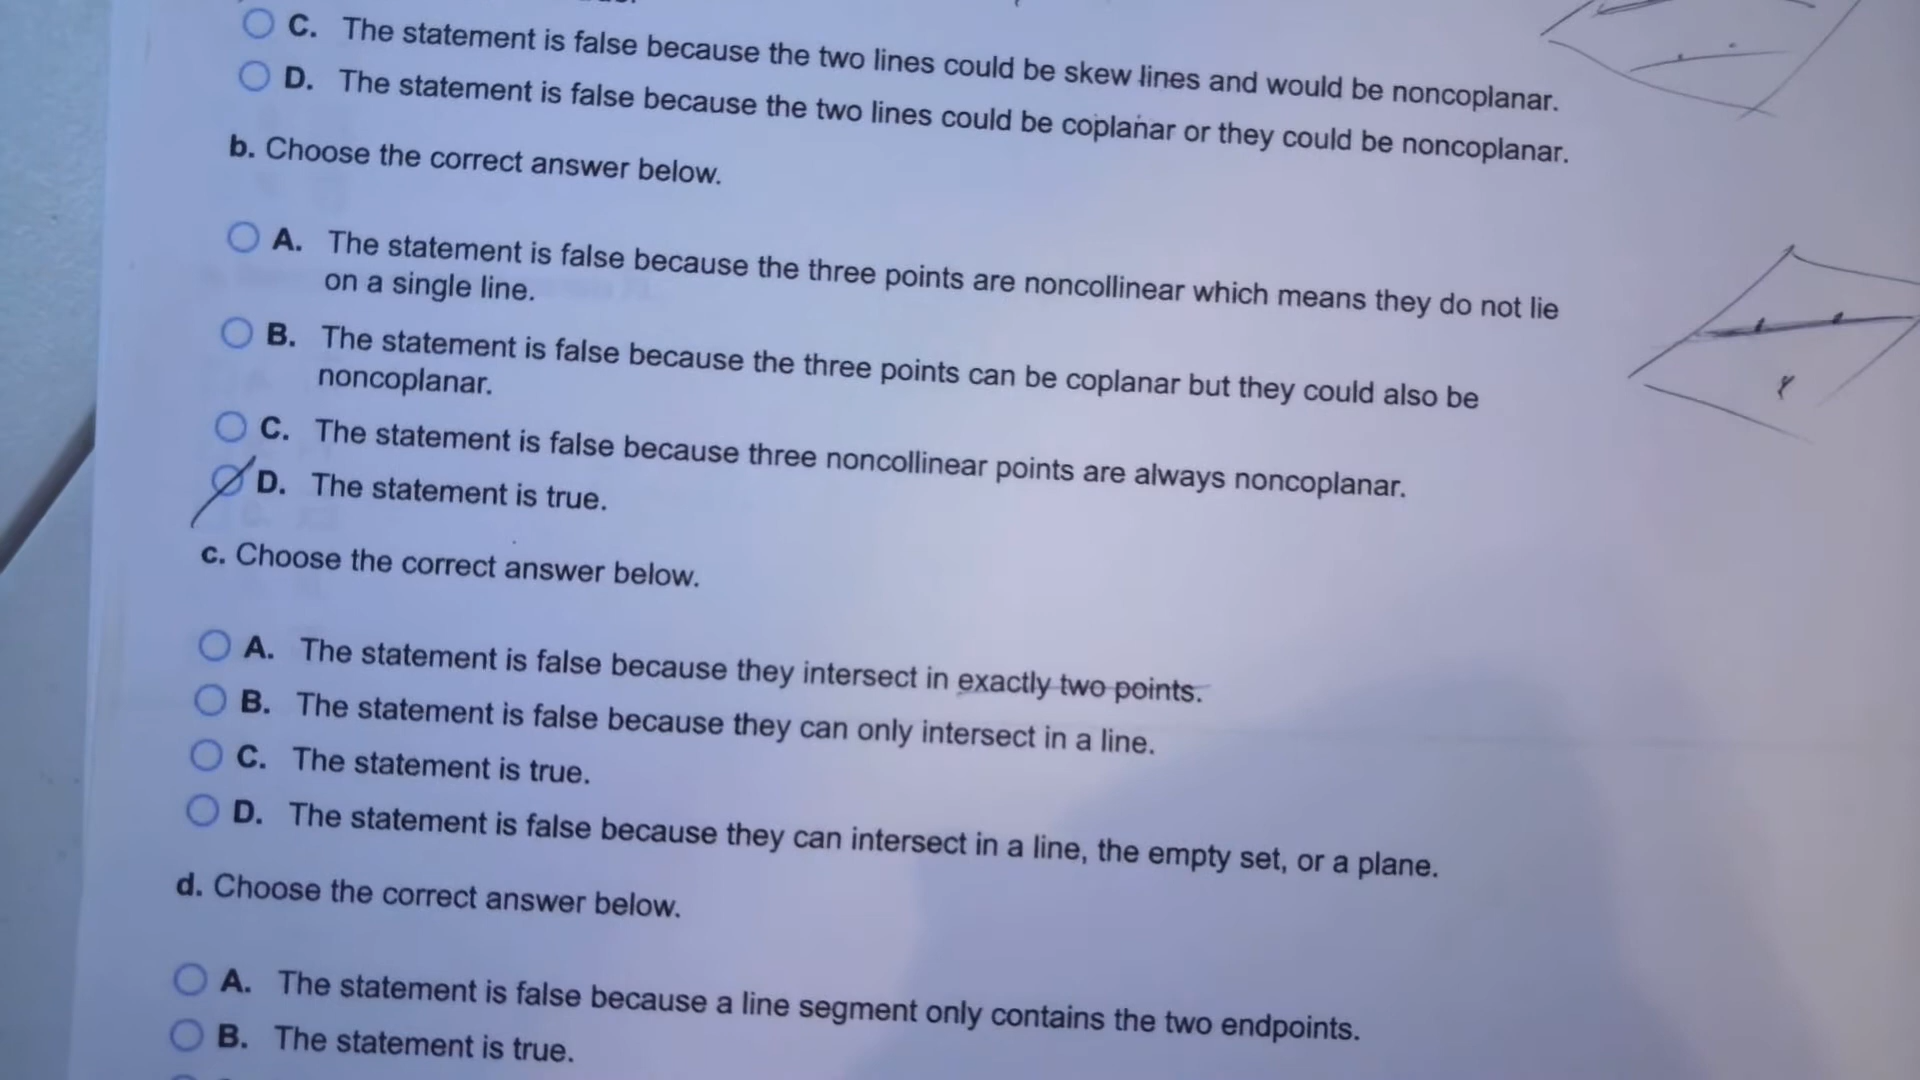 C. The statement is false because the two lines could be skew lines and would be noncoplanar.
D. The statement is false because the two lines could be coplanar or they could be noncoplanar.
b. Choose the correct answer below.
A. The statement is false because the three points are noncollinear which means they do not lie
on a single line.
B. The statement is false because the three points can be coplanar but they could also be
noncoplanar.
C. The statement is false because three noncollinear points are always noncoplanar.
D. The statement is true.
c. Choose the correct answer below.
A. The statement is false because they intersect in exactly two points.
B. The statement is false because they can only intersect in a line.
C. The statement is true.
D. The statement is false because they can intersect in a line, the empty set, or a plane.
d. Choose the correct answer below.
A. The statement is false because a line segment only contains the two endpoints.
B. The statement is true.